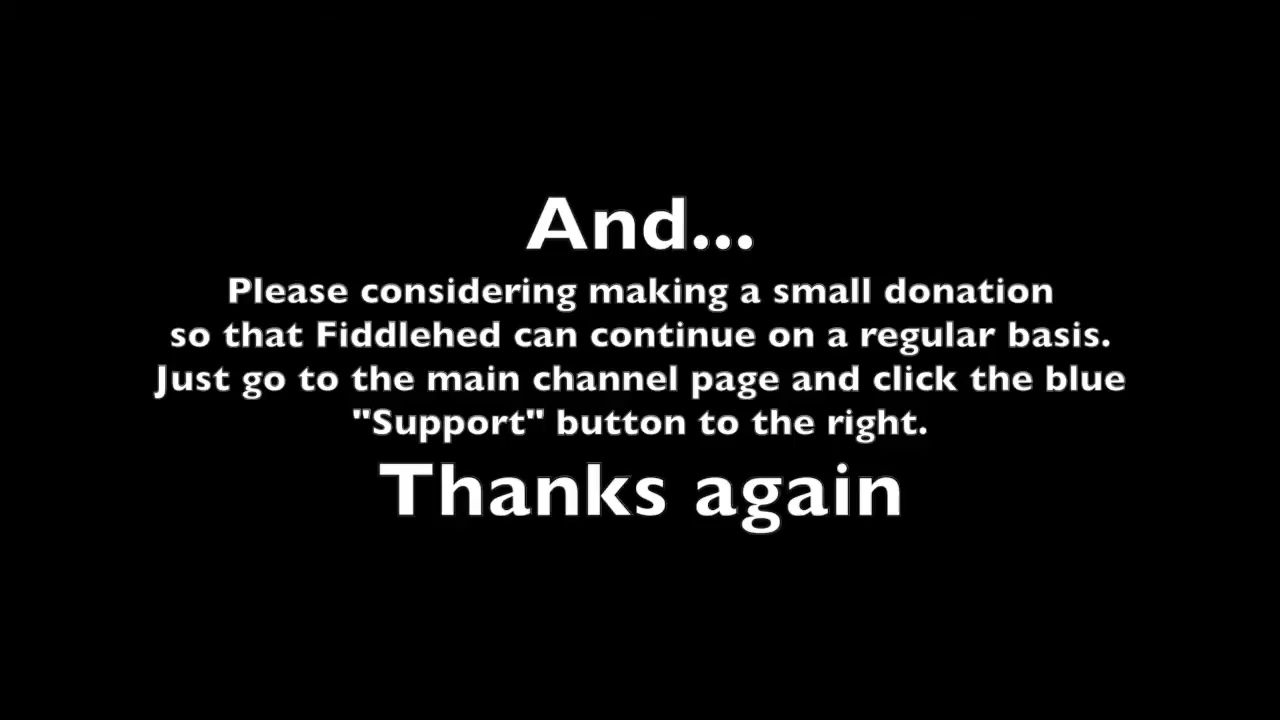 And...
Please considering making a small donation
so that Fiddlehed can continue on a regular basis.
Just go to the main channel page and click the blue
"Support" button to the right.
Thanks again